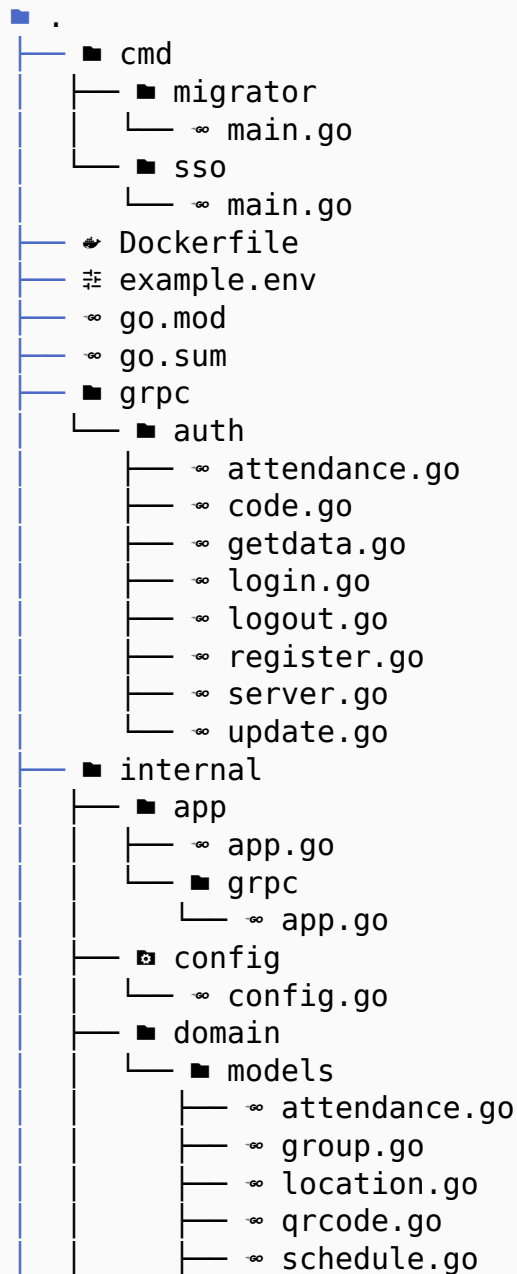 .
├── cmd
│   ├── migrator
│   │   └── main.go
│   └── sso
│       └── main.go
├── Dockerfile
├── example.env
├── go.mod
├── go.sum
├── grpc
│   └── auth
│       ├── attendance.go
│       ├── code.go
│       ├── getdata.go
│       ├── login.go
│       ├── logout.go
│       ├── register.go
│       ├── server.go
│       └── update.go
├── internal
│   ├── app
│   │   ├── app.go
│   │   └── grpc
│   │       └── app.go
│   ├── config
│   │   └── config.go
│   ├── domain
│   │   └── models
│   │       ├── attendance.go
│   │       ├── group.go
│   │       ├── location.go
│   │       ├── qrcode.go
│   │       ├── schedule.go